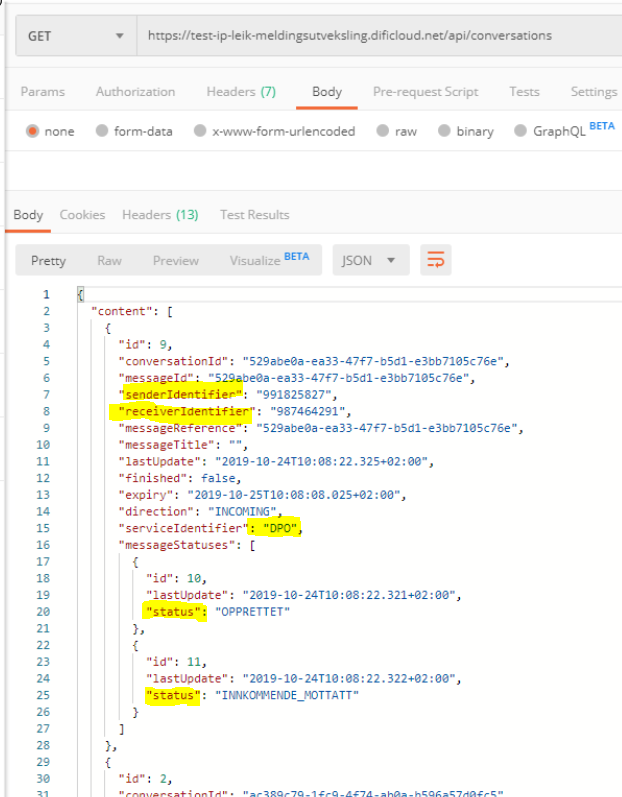 GET https://test-ip-leik-meldingsutveksling.dificloud.net/api/conversations
Params Authorization Headers (7) Body Pre-request Script Tests Settings
none form-data x-www-form-urlencoded raw binary GraphQL BETA
Body Cookies Headers (13) Test Results
Pretty Raw Preview Visualize BETA JSON
1 {
2 "content": [
3 {
4 "id": 9,
5 "conversationId": "529abe0a-ea33-47f7-b5d1-e3bb7105c76e",
6 "messageId": "529abe0a-ea33-47f7-b5d1-e3bb7105c76e",
7 "senderIdentifier": "991825827",
8 "receiverIdentifier": "987464291",
9 "messageReference": "529abe0a-ea33-47f7-b5d1-e3bb7105c76e",
10 "messageTitle": "",
11 "lastUpdate": "2019-10-24T10:08:22.325+02:00",
12 "finished": false,
13 "expiry": "2019-10-25T10:08:08.025+02:00",
14 "direction": "INCOMING",
15 "serviceIdentifier": "DPO",
16 "messageStatuses": [
17 {
18 "id": 10,
19 "lastUpdate": "2019-10-24T10:08:22.321+02:00",
20 "status": "OPPRETTET"
21 },
22 {
23 "id": 11,
24 "lastUpdate": "2019-10-24T10:08:22.322+02:00",
25 "status": "INNKOMMENDE_MOTTATT"
26 }
27 ]
28 },
29 {
30 "id": 2,
31 "conversationId": "ac389c79-1fc9-4f74-ab0a-b596a57d0fc5"